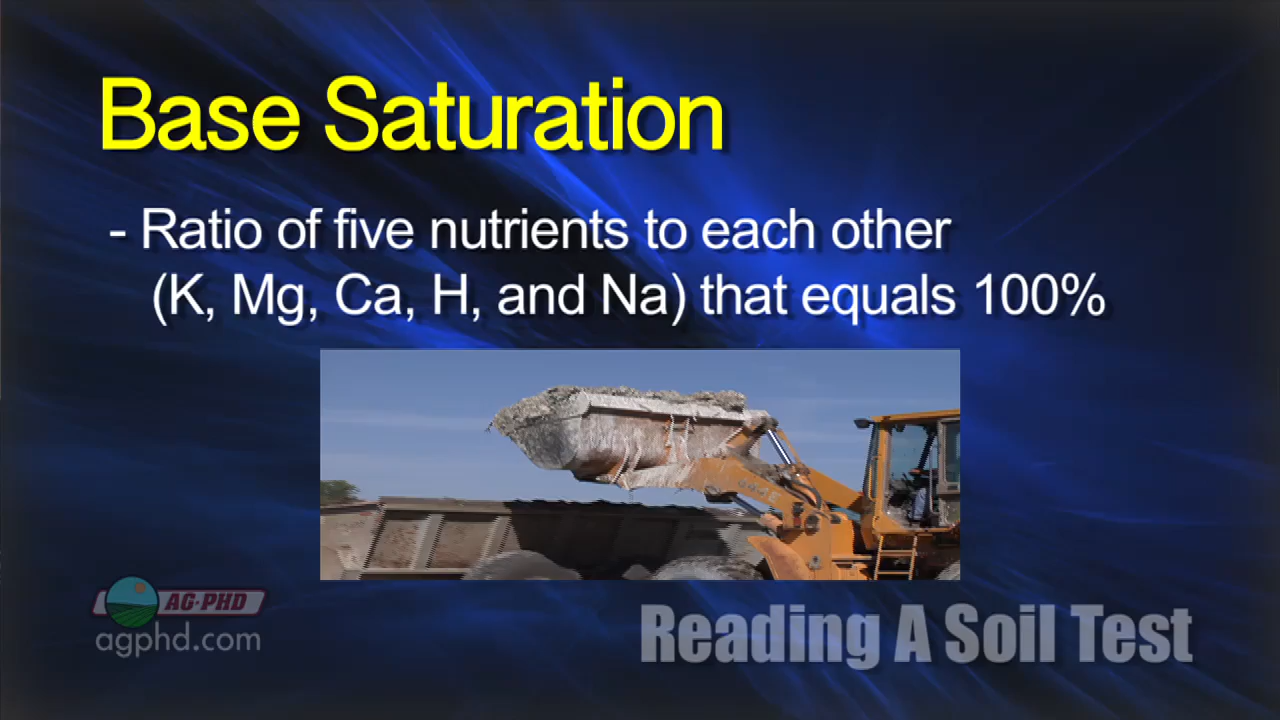 Base Saturation
- Ratio of five nutrients to each other
(K, Mg, Ca, H, and Na) that equals 100%
CASE
AG·PHD
agphd.com
Reading A Soil Test